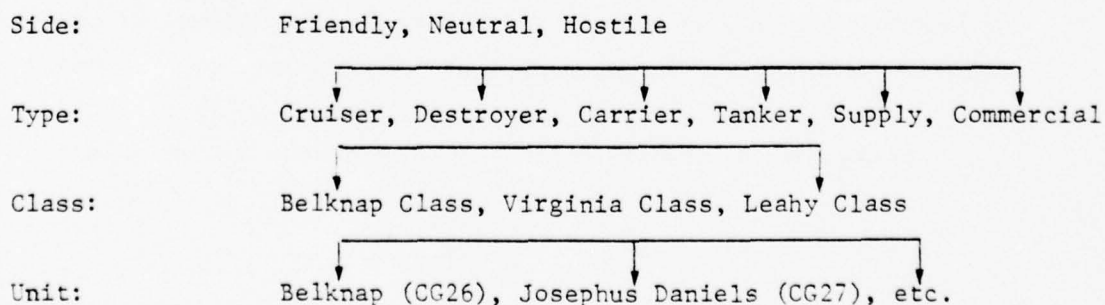 Side: Friendly, Neutral, Hostile
Type: Cruiser, Destroyer, Carrier, Tanker, Supply, Commercial
Class: Belknap Class, Virginia Class, Leahy Class
Unit: Belknap (CG26), Josephus Daniels (CG27), etc.